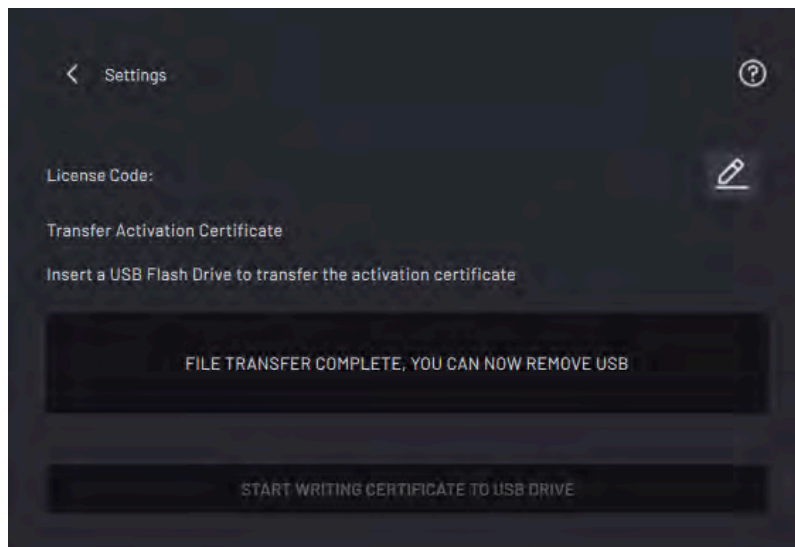 Settings
License Code:
Transfer Activation Certificate
Insert a USB Flash Drive to transfer the activation certificate
FILE TRANSFER COMPLETE, YOU CAN NOW REMOVE USB
START WRITING CERTIFICATE TO USB DRIVE